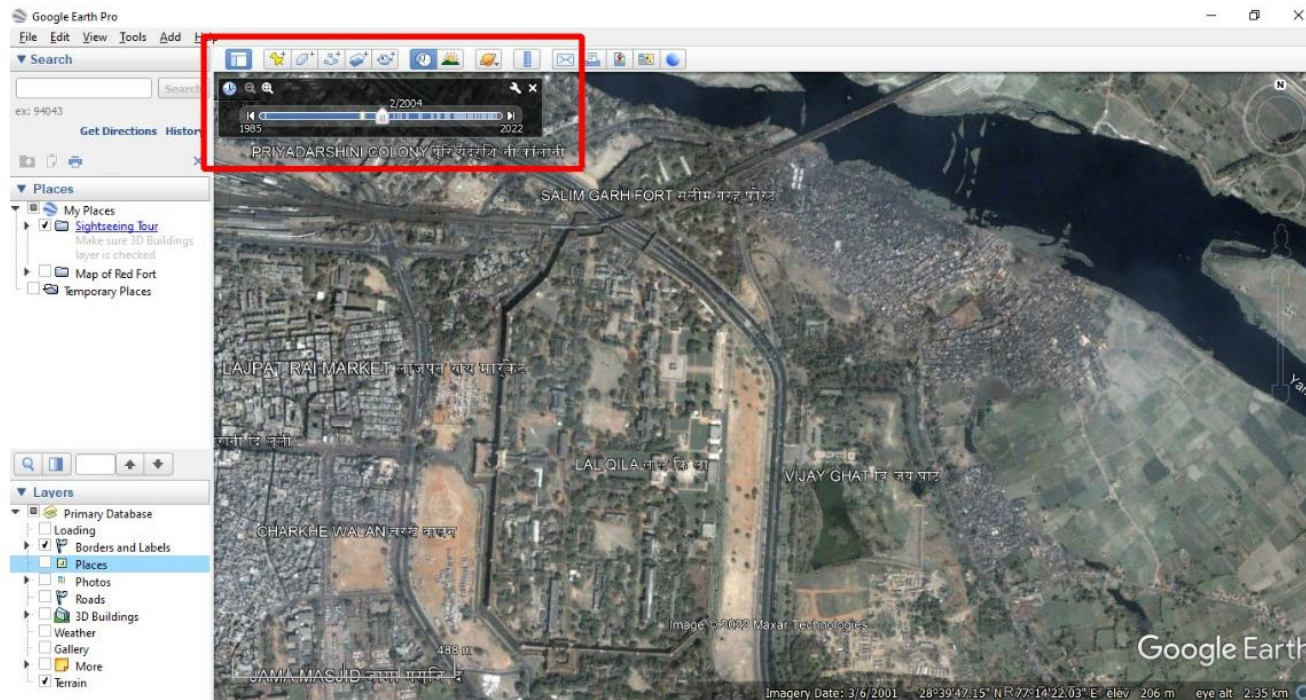 Google Earth Pro
File Edit View Tools Add Help
▼ Search
Search
ex: 94043
Get Directions History
▼ Places
My Places
Sightseeing Tour
Make sure 3D Buildings
layer is checked
Map of Red Fort
Temporary Places
▼ Layers
Primary Database
Loading
Borders and Labels
Places
Photos
Roads
3D Buildings
Weather
Gallery
More
Terrain
2/2004
1985 2022
PRIYADARSHINI COLONY
N
SALIM GARH FORT
LAJPAT RAI MARKET
LAL QILA
VIJAY GHAT
CHARKHE WALAN
Image © 2022 Maxar Technologies
488 m
JAMA MASJID
Google Earth
Imagery Date: 3/6/2001 28°39'47.15" N 77°14'22.03" E elev 206 m eye alt 2.35 km